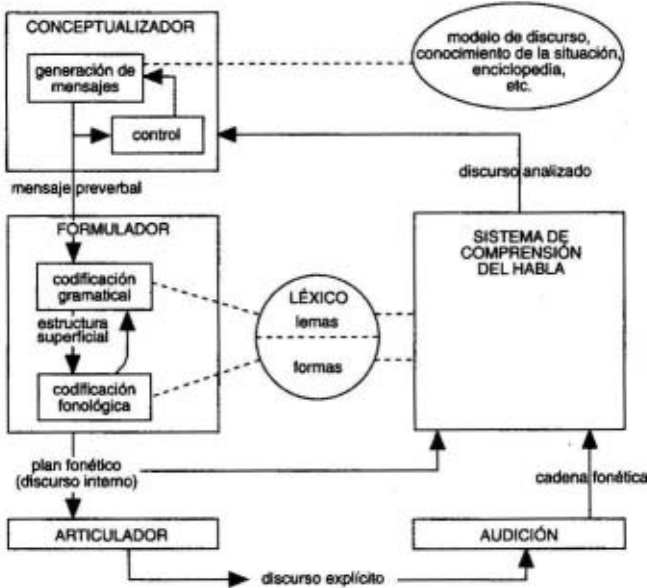 CONCEPTUALIZADOR
generación de
mensajes
control
modelo de discurso,
conocimiento de la situación,
enciclopedia,
etc.
mensaje preverbal
discurso analizado
FORMULADOR
codificación
gramatical
estructura
superficial
codificación
fonológica
LÉXICO
lemas
formas
SISTEMA DE
COMPRENSIÓN
DEL HABLA
plan fonético
(discurso interno)
cadena fonética
ARTICULADOR
AUDICIÓN
discurso explícito